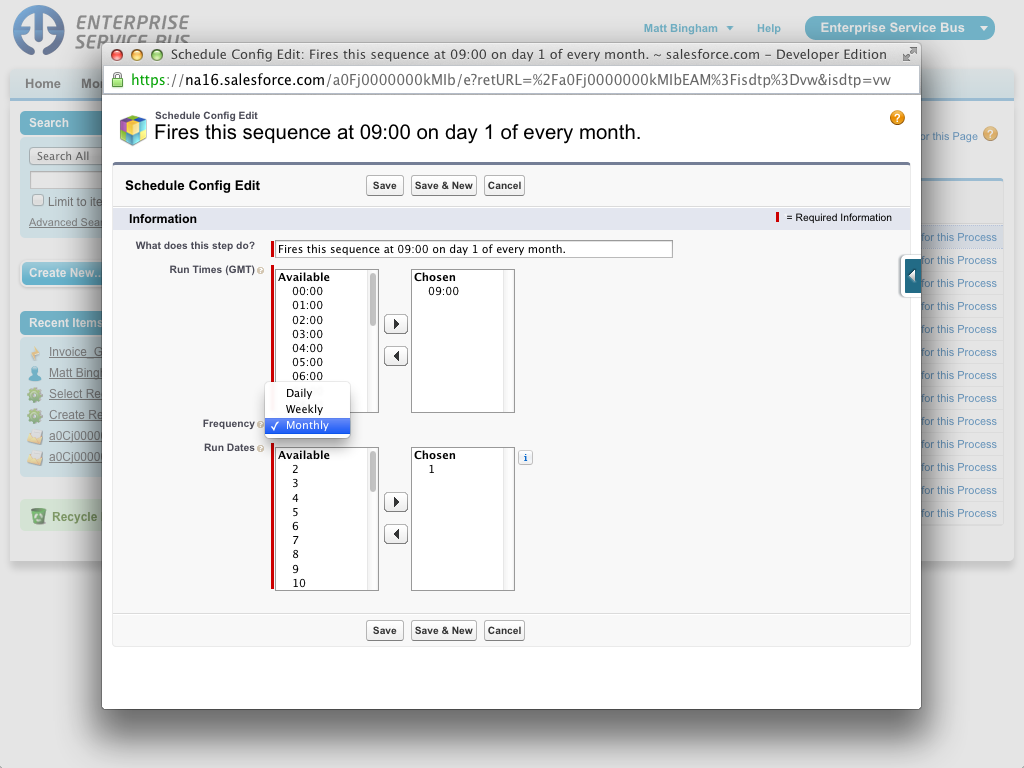 ENTERPRISE
SERVICE BUS
Matt Bingham
Help
Enterprise Service Bus
Schedule Config Edit: Fires this sequence at 09:00 on day 1 of every month. ~ salesforce.com – Developer Edition
https://na16.salesforce.com/a0Fj0000000kMIb/e?retURL=%2Fa0Fj0000000kMIbEAM%3Fisdtp%3Dvw&isdtp=vw
Home
Schedule Config Edit
Fires this sequence at 09:00 on day 1 of every month.
?
for this Page ?
Search
Search All
Limit to
Advanced
Create New...
Recent Items
Invoice_G
Matt
Select
Create
a0Cj0000
a0Cj0000
Recycle
Schedule Config Edit
Save
Save & New
Cancel
Information
= Required Information
What does this step do?
Fires this sequence at 09:00 on day 1 of every month.
Run Times (GMT)
Available
00:00
01:00
02:00
03:00
04:00
05:00
06:00
Chosen
09:00
Frequency
Daily
Weekly
✓ Monthly
Run Dates
Available
2
3
4
5
6
7
8
9
10
Chosen
1
i
Save
Save & New
Cancel
for this Process
for this Process
for this Process
for this Process
for this Process
for this Process
for this Process
for this Process
for this Process
for this Process
for this Process
for this Process
for this Process